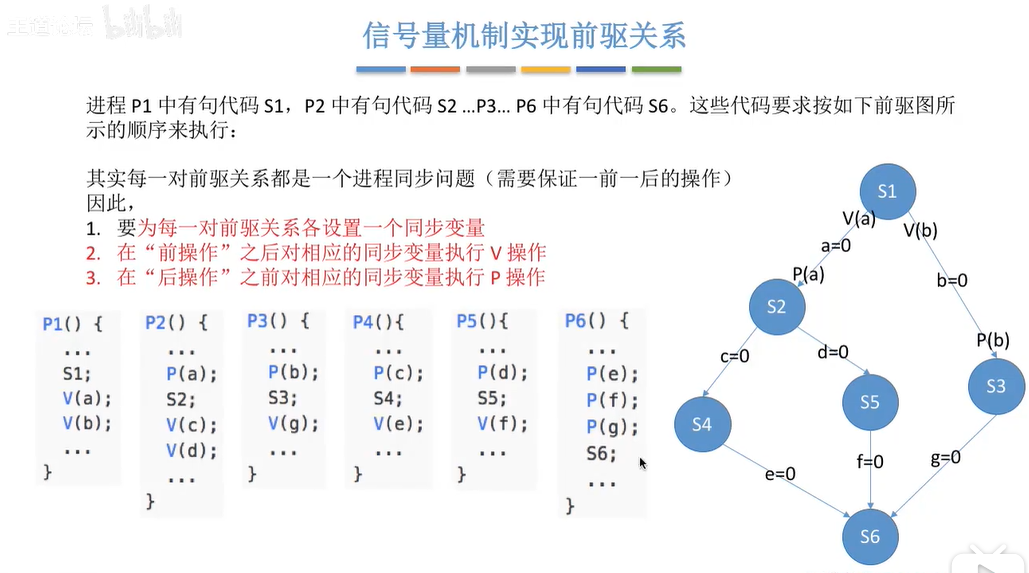 信号量机制实现前驱关系
进程 P1 中有句代码 S1，P2 中有句代码 S2 ...P3... P6 中有句代码 S6。这些代码要求按如下前驱图所
示的顺序来执行：
其实每一对前驱关系都是一个进程同步问题（需要保证一前一后的操作）
因此，
1. 要为每一对前驱关系各设置一个同步变量
2. 在“前操作”之后对相应的同步变量执行 V 操作
3. 在“后操作”之前对相应的同步变量执行 P 操作
P1() {
...
S1;
V(a);
V(b);
...
}
P2() {
...
P(a);
S2;
V(c);
V(d);
...
}
P3() {
...
P(b);
S3;
V(g);
...
}
P4(){
...
P(c);
S4;
V(e);
...
}
P5(){
...
P(d);
S5;
V(f);
...
}
P6() {
...
P(e);
P(f);
P(g);
S6;
...
}
S1
V(a)
V(b)
a=0
P(a)
b=0
S2
P(b)
c=0
d=0
S3
S5
S4
f=0
g=0
e=0
S6